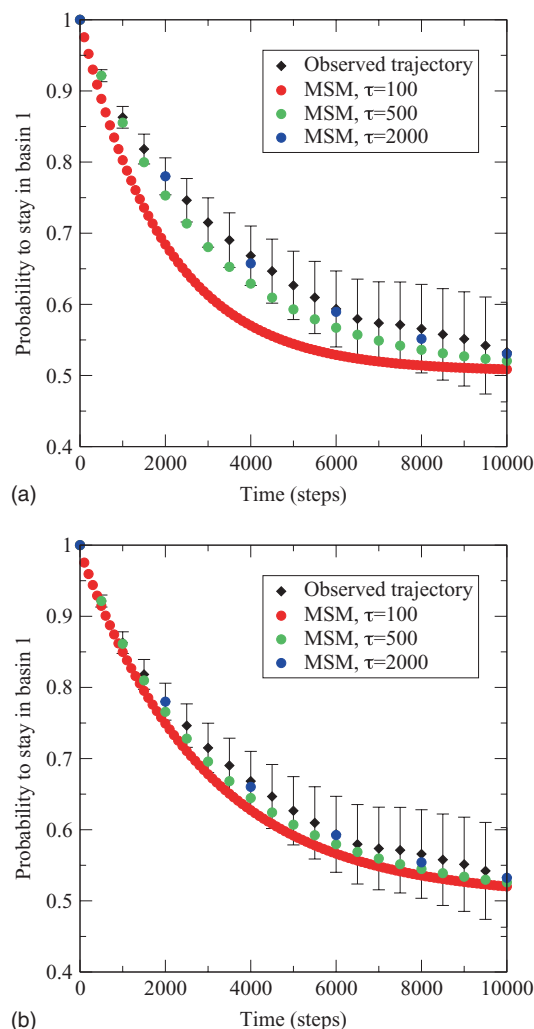 1
0.9
0.8
0.7
0.6
0.5
0.4
Probability to stay in basin 1
Observed trajectory
MSM, τ=100
MSM, τ=500
MSM, τ=2000
0 2000 4000 6000 8000 10000
Time (steps)
(a)
1
0.9
0.8
0.7
0.6
0.5
0.4
Probability to stay in basin 1
Observed trajectory
MSM, τ=100
MSM, τ=500
MSM, τ=2000
0 2000 4000 6000 8000 10000
Time (steps)
(b)